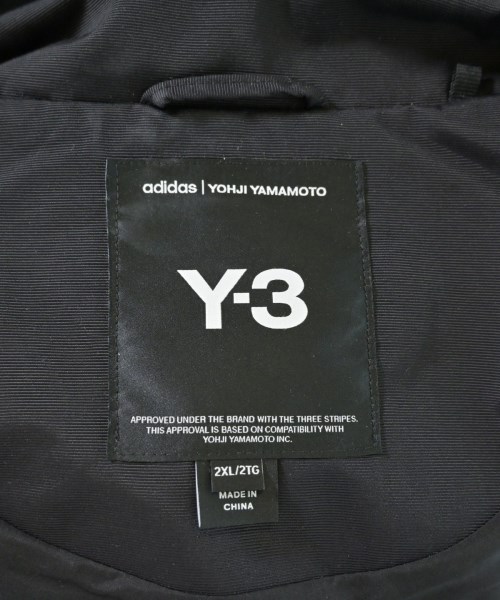 adidas | YOHJI YAMAMOTO
Y-3
APPROVED UNDER THE BRAND WITH THE THREE STRIPES.
THIS APPROVAL IS BASED ON COMPATIBILITY WITH
YOHJI YAMAMOTO INC.
2XL/2TG
MADE IN
CHINA